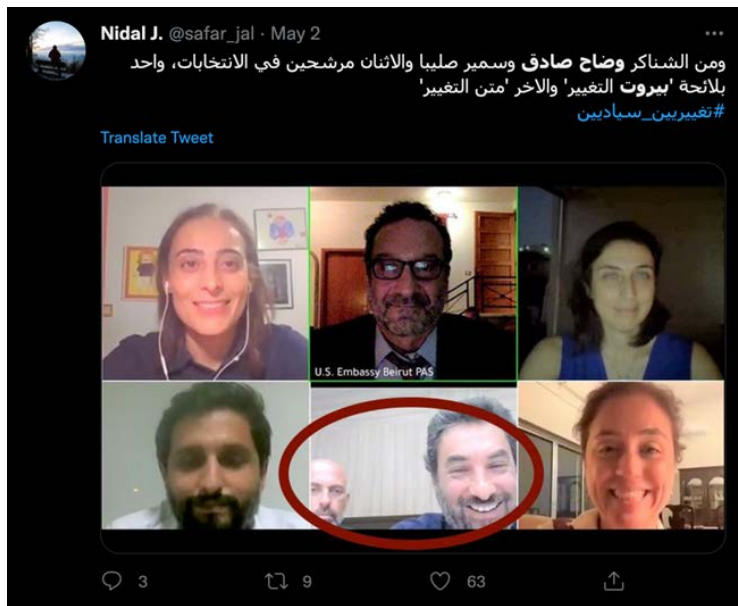 Nidal J. @safar_jal · May 2
ومن الشناكر وضاح صادق وسمير صليبا والاثنان مرشحين في الانتخابات، واحد
بلائحة 'بيروت التغيير' والاخر 'متن التغيير'
#تغييريين_سياديين
Translate Tweet
U.S. Embassy Beirut PAS
3 9 63